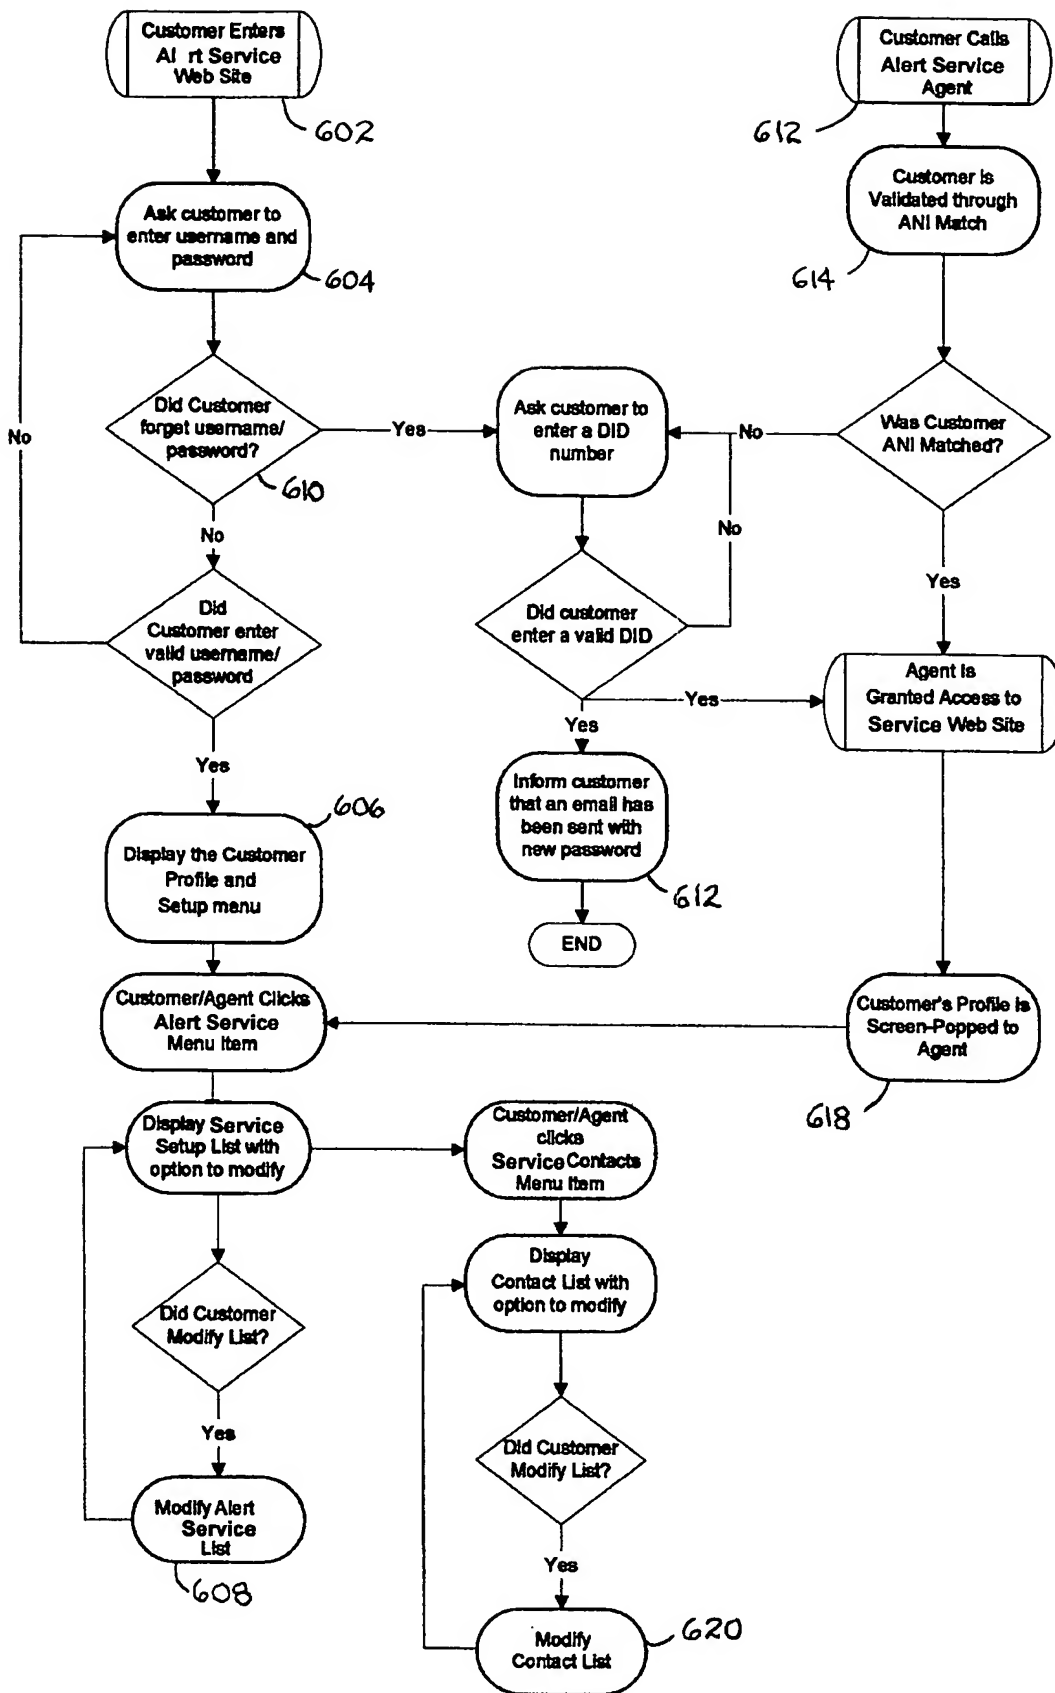 Customer Enters
Al rt Service
Web Site
602
Customer Calls
Alert Service
Agent
612
Ask customer to
enter username and
password
604
Customer is
Validated through
ANI Match
614
Did Customer
forget username/
password?
610
Yes
Ask customer to
enter a DID
number
No
Was Customer
ANI Matched?
No
No
No
Yes
Did
Customer enter
valid username/
password
Did customer
enter a valid DID
Yes
Agent is
Granted Access to
Service Web Site
Yes
Yes
Inform customer
that an email has
been sent with
new password
612
END
606
Display the Customer
Profile and
Setup menu
Customer/Agent Clicks
Alert Service
Menu Item
Customer's Profile is
Screen-Popped to
Agent
618
Display Service
Setup List with
option to modify
Customer/Agent
clicks
Service Contacts
Menu Item
Display
Contact List with
option to modify
Did Customer
Modify List?
Yes
Did Customer
Modify List?
Modify Alert
Service
List
608
Yes
Modify
Contact List
620